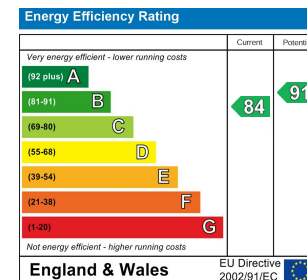 Energy Efficiency Rating
Current Potenti
Very energy efficient - lower running costs
(92 plus) A
(81-91) B
(69-80) C
(55-68) D
(39-54) E
(21-38) F
(1-20) G
84
91
Not energy efficient - higher running costs
England & Wales
EU Directive
2002/91/EC